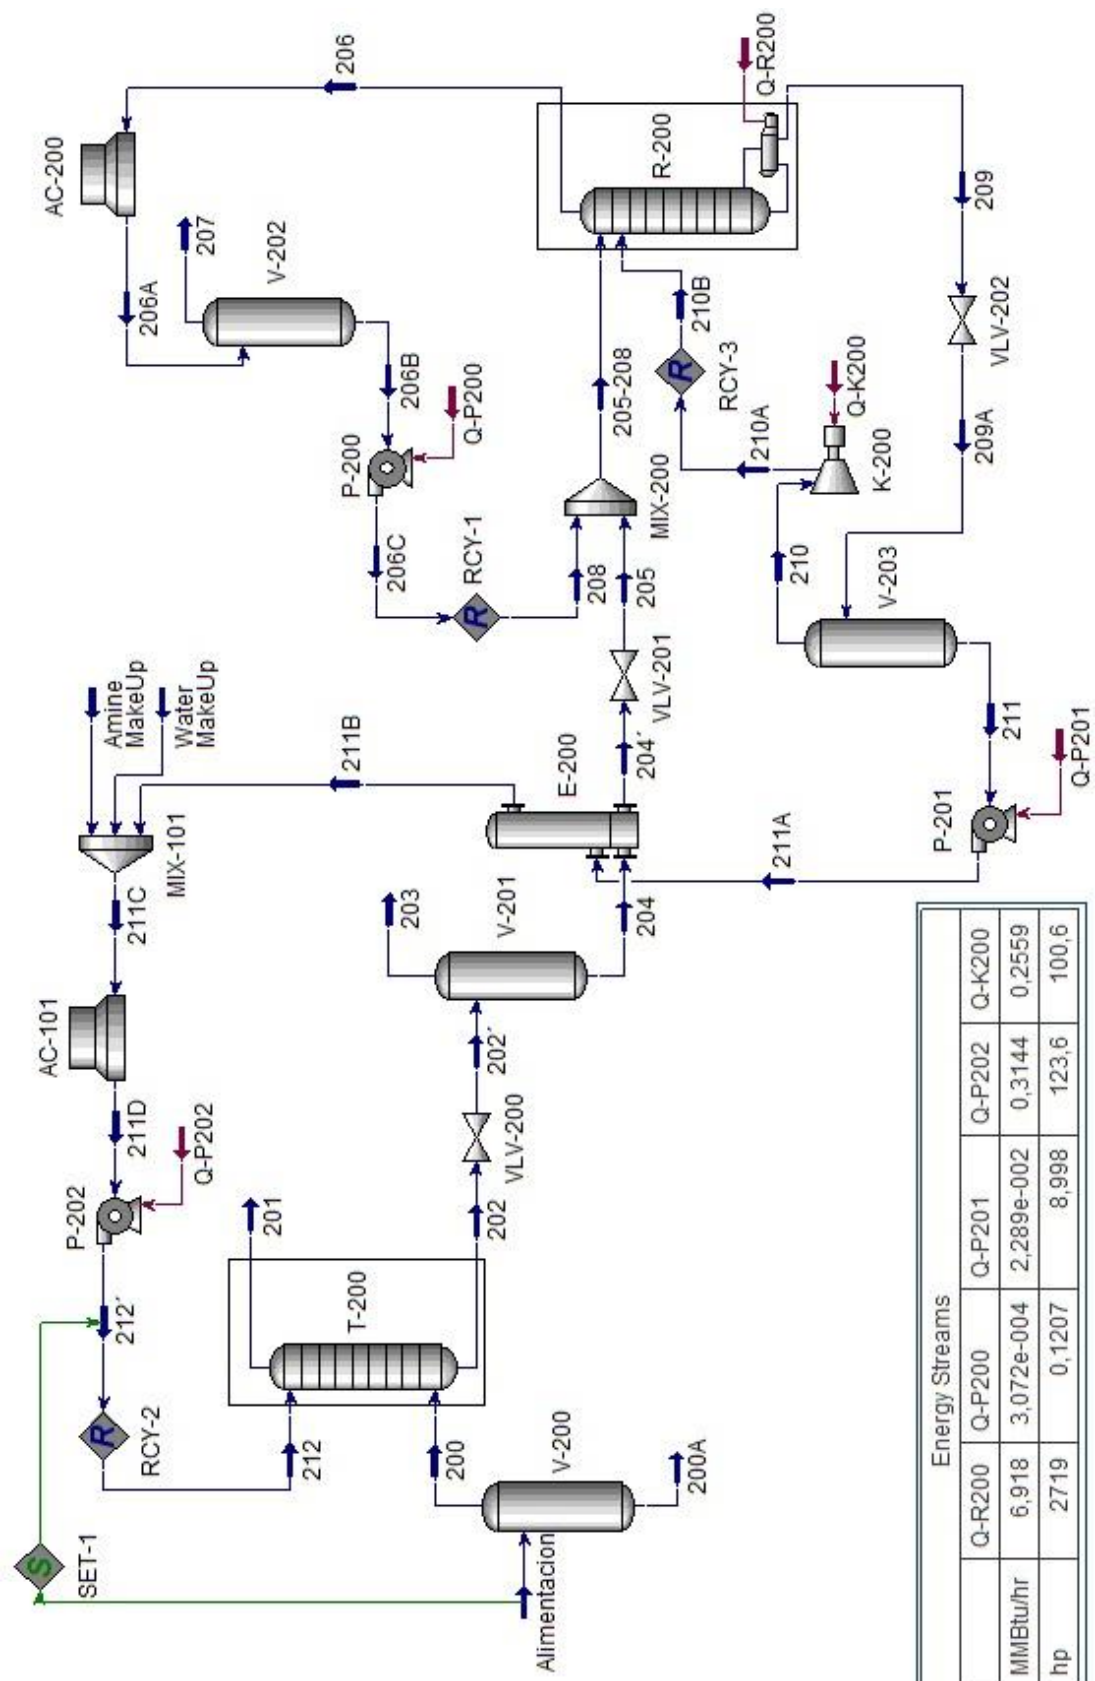 SET-1
RCY-2
212´
P-202
Q-P202
211D
AC-101
211C
MIX-101
Amine
MakeUp
Water
MakeUp
211B
Alimentacion
V-200
200A
200
212
T-200
201
202
VLV-200
202´
V-201
203
204
E-200
204´
211A
VLV-201
205
208
RCY-1
206C
P-200
Q-P200
206B
V-202
207
206A
AC-200
206
MIX-200
205-208
R-200
Q-R200
210B
RCY-3
R
210A
K-200
Q-K200
210
V-203
209A
VLV-202
209
211
P-201
Q-P201
S
R
R
Energy Streams
Q-R200 Q-P200 Q-P201 Q-P202 Q-K200
MMBtu/hr 6,918 3,072e-004 2,289e-002 0,3144 0,2559
hp 2719 0,1207 8,998 123,6 100,6